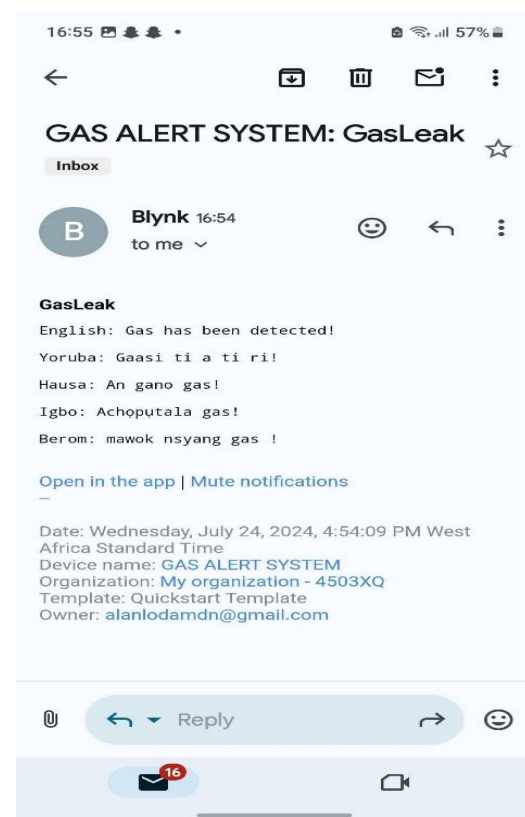 16:55 57%
GAS ALERT SYSTEM: GasLeak
Inbox
B
Blynk 16:54
to me
GasLeak
English: Gas has been detected!
Yoruba: Gaasi ti a ti ri!
Hausa: An gano gas!
Igbo: Achọpụtala gas!
Berom: mawok nsyang gas !
Open in the app | Mute notifications
--
Date: Wednesday, July 24, 2024, 4:54:09 PM West
Africa Standard Time
Device name: GAS ALERT SYSTEM
Organization: My organization - 4503XQ
Template: Quickstart Template
Owner: alanlodamdn@gmail.com
Reply
16